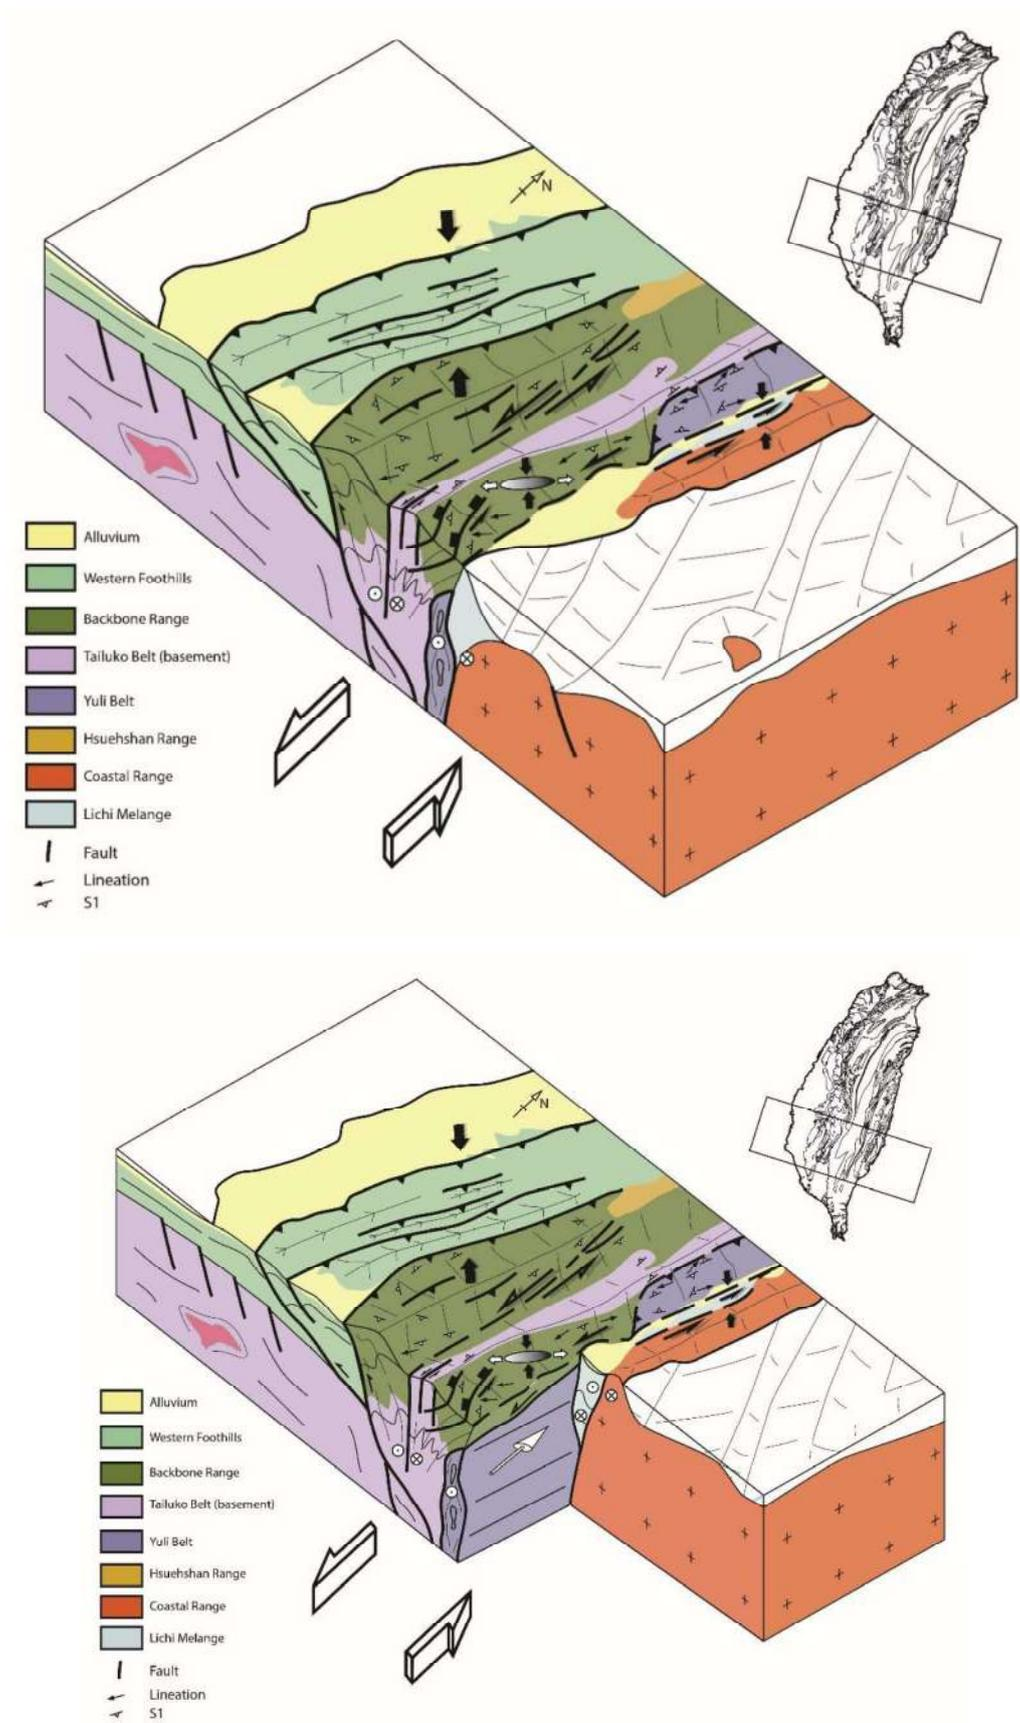 N
Alluvium
Western Foothills
Backbone Range
Tailuko Belt (basement)
Yuli Belt
Hsuehshan Range
Coastal Range
Lichi Melange
Fault
Lineation
S1
N
Alluvium
Western Foothills
Backbone Range
Tailuko Belt (basement)
Yuli Belt
Hsuehshan Range
Coastal Range
Lichi Melange
Fault
Lineation
S1